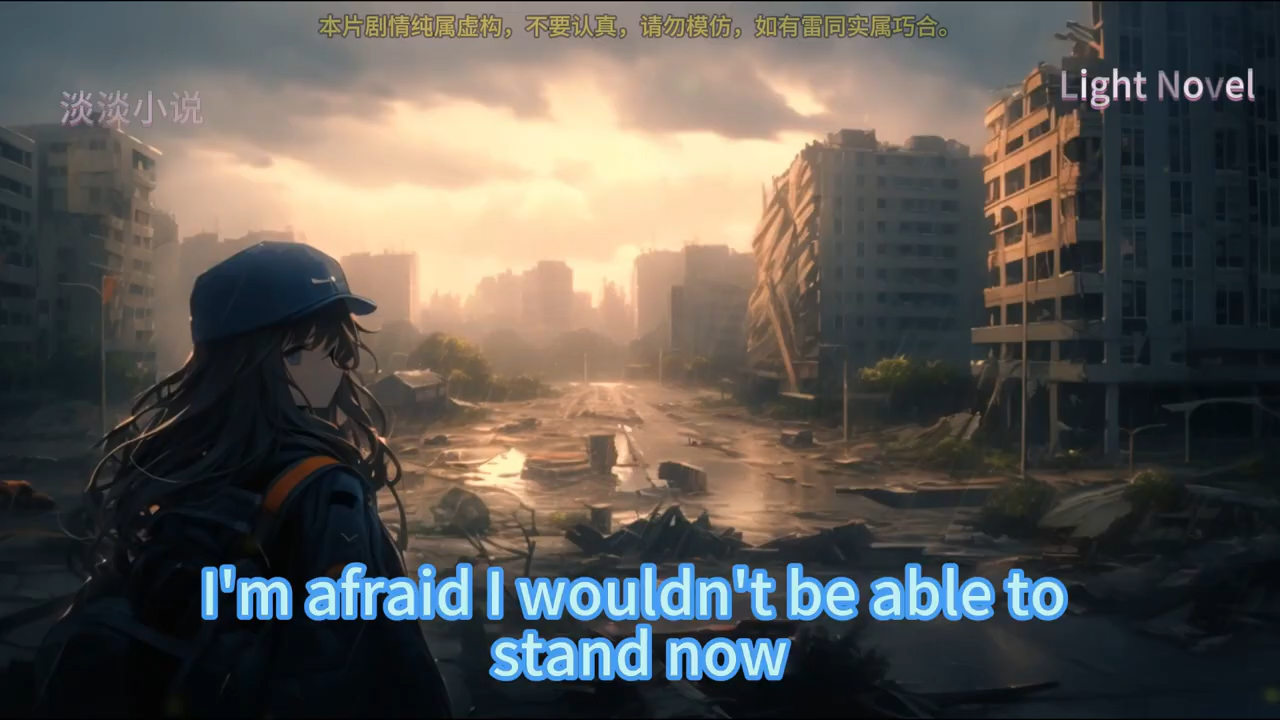 本片剧情纯属虚构，不要认真，请勿模仿，如有雷同实属巧合。
淡淡小说
Light Novel
I'm afraid I wouldn't be able to
stand now